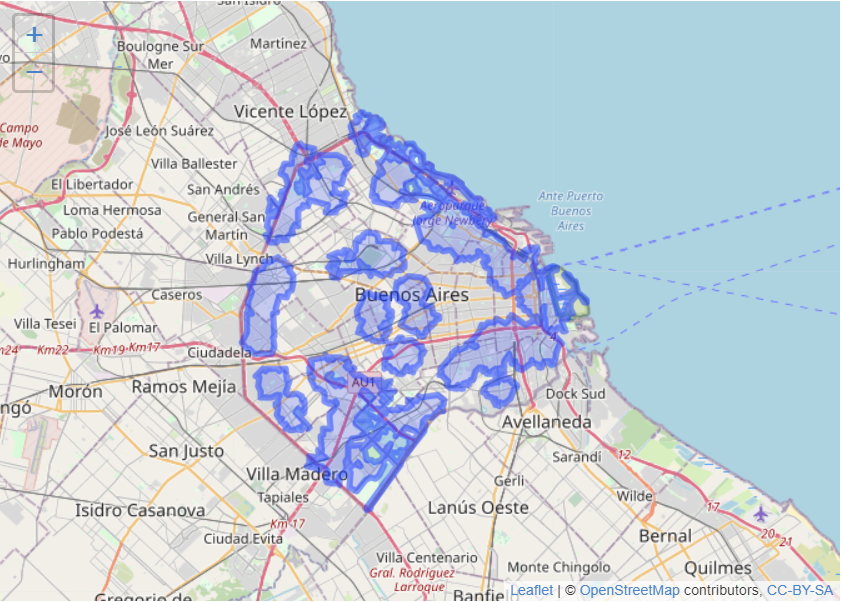 San Isidro
+
−
Boulogne Sur
Mer
Martínez
Vicente López
Campo
de Mayo
José León Suárez
Villa Ballester
El Libertador
San Andrés
Loma Hermosa
General San
Martín
Pablo Podestá
Aeroparque
Jorge Newbery
Ante Puerto
Buenos
Aires
Hurlingham
Villa Lynch
Caseros
Buenos Aires
Villa Tesei
El Palomar
m24
Km22
Km19
Km17
Ciudadela
Ramos Mejía
AU1
4
Morón
ngó
Dock Sud
Avellaneda
San Justo
Sarandí
12
Villa Madero
Gerli
Tapiales
Wilde
Isidro Casanova
Lanús Oeste
17
Km 17
20
21
Ciudad Evita
Bernal
Villa Centenario
Gral. Rodríguez
Larroque
Monte Chingolo
Quilmes
Gregorio de
Banfie
Leaflet | © OpenStreetMap contributors, CC-BY-SA